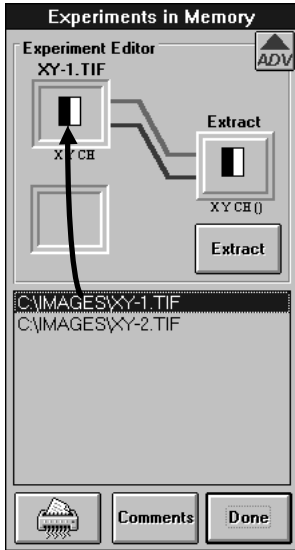 Experiments in Memory
Experiment Editor
ADV
XY-1.TIF
Extract
X Y CH
X Y CH ()
Extract
C:\IMAGES\XY-1.TIF
C:\IMAGES\XY-2.TIF
Comments
Done